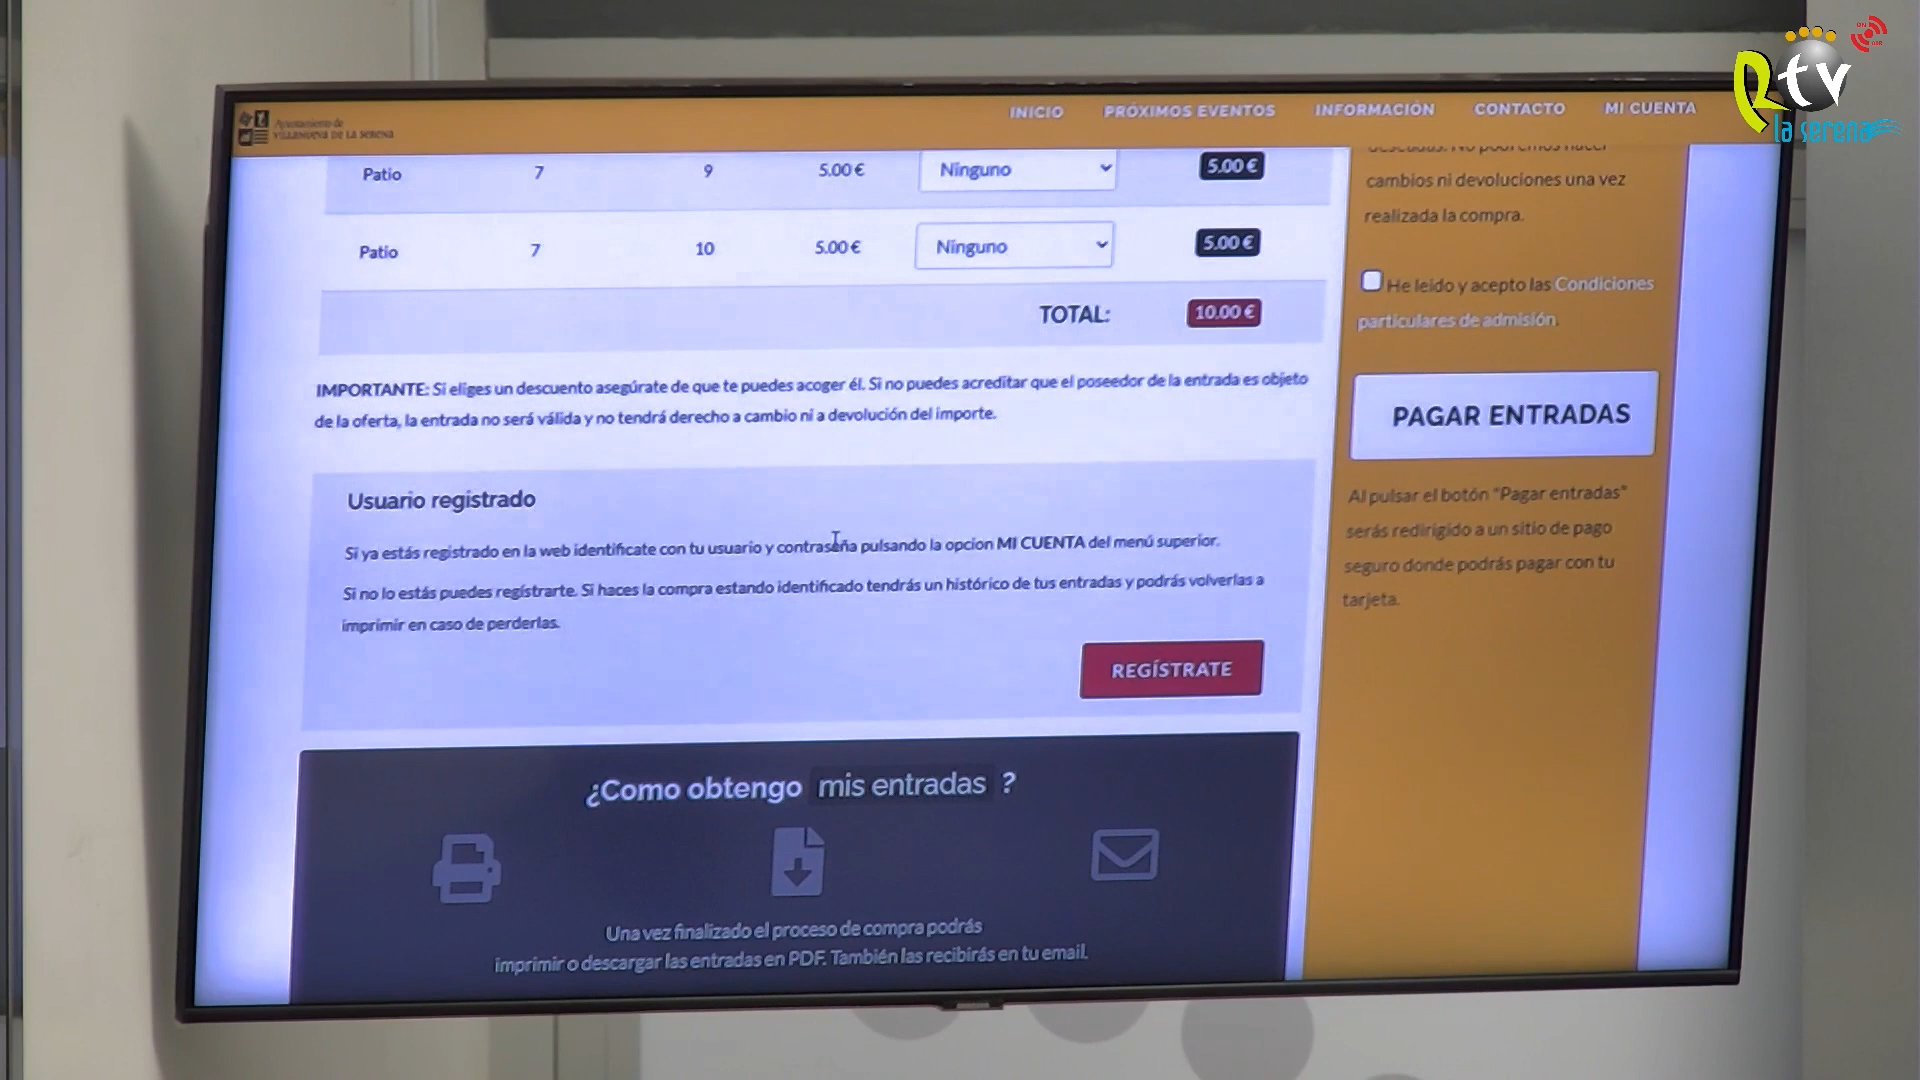 Rtv
la serena
Ayuntamiento de
VILLANUEVA DE LA SERENA
INICIO PRÓXIMOS EVENTOS INFORMACIÓN CONTACTO MI CUENTA
Patio 7 9 5.00 € Ninguno 5.00 €
Patio 7 10 5.00 € Ninguno 5.00 €
TOTAL: 10.00 €
IMPORTANTE: Si eliges un descuento asegúrate de que te puedes acoger él. Si no puedes acreditar que el poseedor de la entrada es objeto
de la oferta, la entrada no será válida y no tendrá derecho a cambio ni a devolución del importe.
Usuario registrado
Si ya estás registrado en la web identificate con tu usuario y contraseña pulsando la opcion MI CUENTA del menú superior.
Si no lo estás puedes regístrarte. Si haces la compra estando identificado tendrás un histórico de tus entradas y podrás volverlas a
imprimir en caso de perderlas.
REGÍSTRATE
¿Como obtengo mis entradas ?
Una vez finalizado el proceso de compra podrás
imprimir o descargar las entradas en PDF. También las recibirás en tu email.
cambios ni devoluciones una vez
realizada la compra.
He leido y acepto las Condiciones
particulares de admisión.
PAGAR ENTRADAS
Al pulsar el botón "Pagar entradas"
serás redirigido a un sitio de pago
seguro donde podrás pagar con tu
tarjeta.